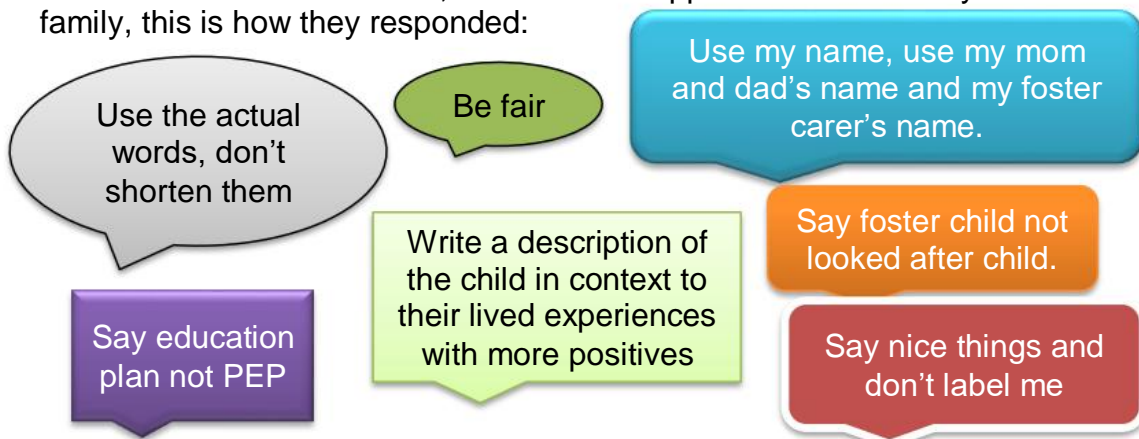 family, this is how they responded:
Use the actual
words, don't
shorten them
Be fair
Use my name, use my mom
and dad's name and my foster
carer's name.
Say foster child not
looked after child.
Write a description of
the child in context to
their lived experiences
with more positives
Say education
plan not PEP
Say nice things and
don't label me